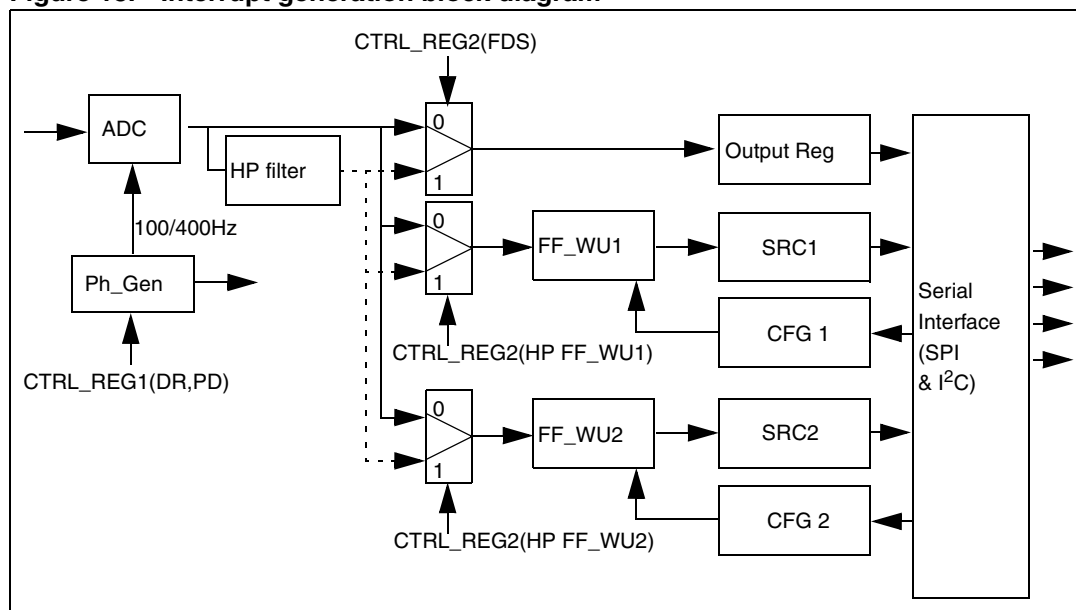 Figure Interrupt generation block diagram
CTRL_REG2(FDS)
ADC
0
1
HP filter
Output Reg
100/400Hz
0
1
FF_WU1
SRC1
Ph_Gen
CFG 1
Serial
Interface
(SPI
& I²C)
CTRL_REG2(HP FF_WU1)
CTRL_REG1(DR,PD)
0
1
FF_WU2
SRC2
CFG 2
CTRL_REG2(HP FF_WU2)